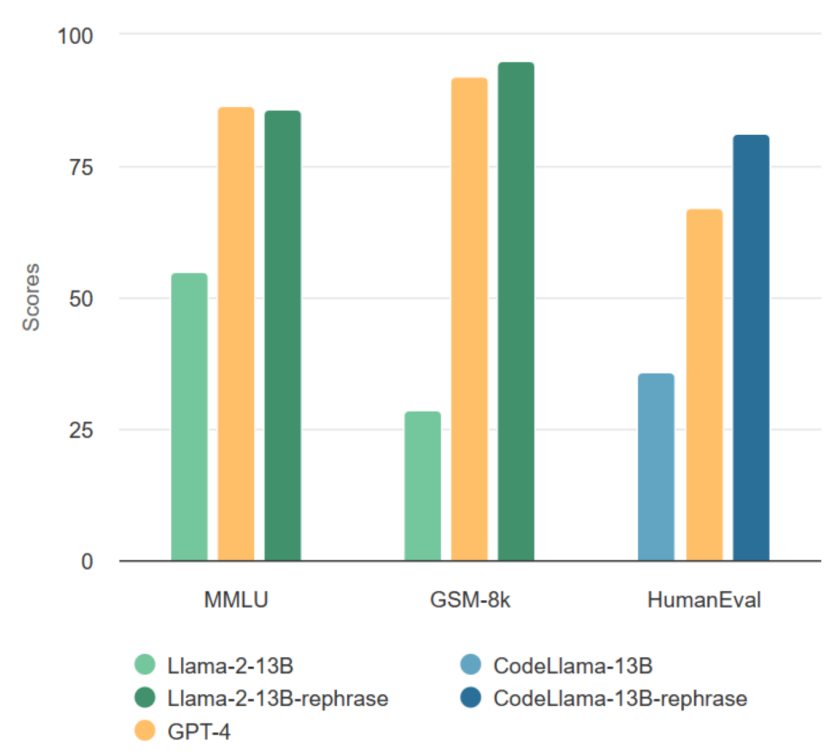 100
75
50
25
0
Scores
MMLU
GSM-8k
HumanEval
Llama-2-13B
CodeLlama-13B
Llama-2-13B-rephrase
CodeLlama-13B-rephrase
GPT-4